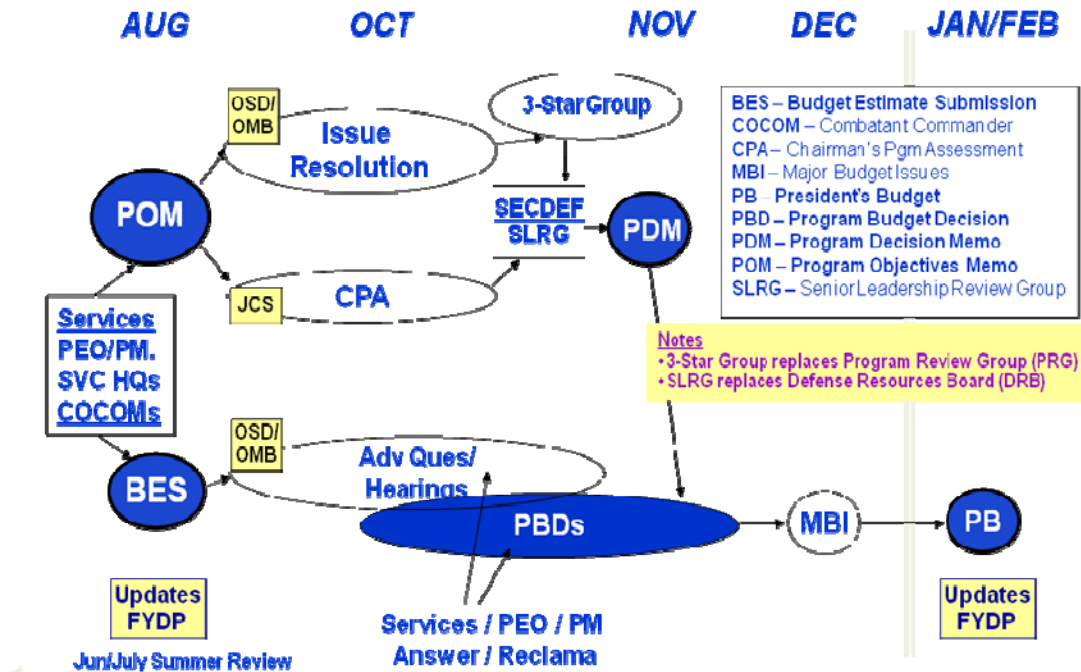 AUG OCT NOV DEC JAN/FEB
OSD/
OMB
Issue
Resolution
3-Star Group
POM
SECDEF
SLRG
PDM
JCS
CPA
BES – Budget Estimate Submission
COCOM – Combatant Commander
CPA – Chairman's Pgm Assessment
MBI – Major Budget Issues
PB – President's Budget
PBD – Program Budget Decision
PDM – Program Decision Memo
POM – Program Objectives Memo
SLRG – Senior Leadership Review Group
Services
PEO/PM.
SVC HQs
COCOMs
Notes
• 3-Star Group replaces Program Review Group (PRG)
• SLRG replaces Defense Resources Board (DRB)
OSD/
OMB
Adv Ques/
Hearings
BES
PBDs
MBI
PB
Updates
FYDP
Jun/July Summer Review
Services / PEO / PM
Answer / Reclama
Updates
FYDP